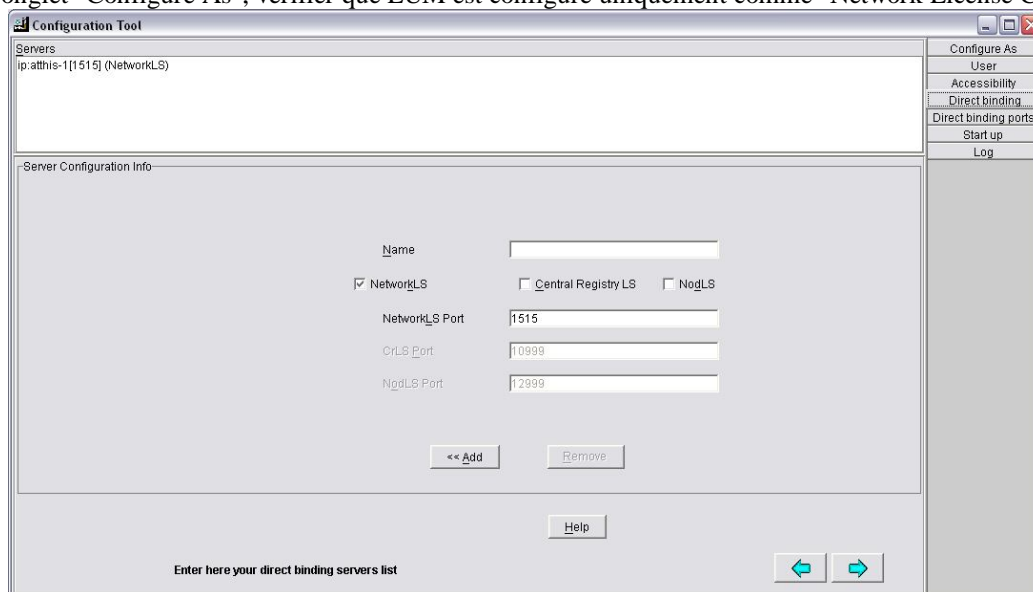 onglet "Configure As", vérifier que LUM est configuré uniquement comme "Network License C
Configuration Tool
Servers
ip:atthis-1[1515] (NetworkLS)
Configure As
User
Accessibility
Direct binding
Direct binding ports
Start up
Log
Server Configuration Info
Name
NetworkLS
Central Registry LS
NodLS
NetworkLS Port
1515
CrLS Port
10999
NodLS Port
12999
<< Add
Remove
Help
Enter here your direct binding servers list